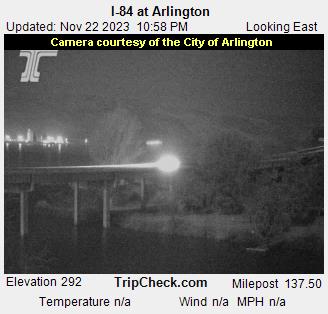 I-84 at Arlington
Updated: Nov 22 2023 10:58 PM Looking East
Camera courtesy of the City of Arlington
Elevation 292 TripCheck.com Milepost 137.50
Temperature n/a Wind n/a MPH n/a